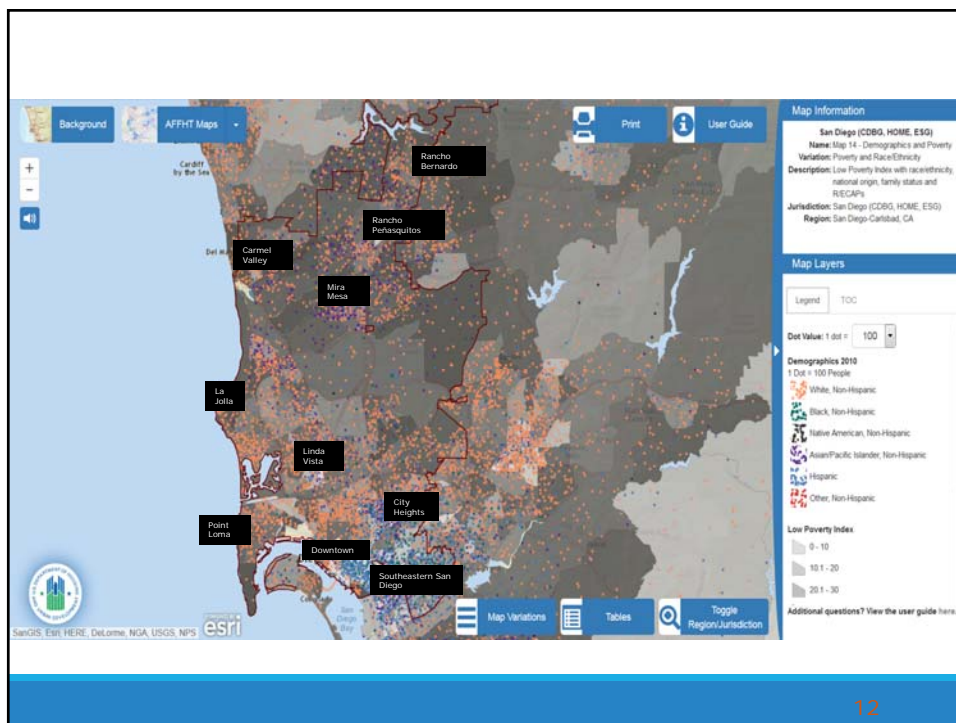 Background
AFFHT Maps
Print
User Guide
+
−
Cardiff
by the Sea
Del
Rancho
Bernardo
Rancho
Peñasquitos
Carmel
Valley
Mira
Mesa
La
Jolla
Linda
Vista
City
Heights
Point
Loma
Downtown
Southeastern San
Diego
San
Diego
Bay
Map Variations
Tables
Toggle
Region/Jurisdiction
SanGIS, Esri, HERE, DeLorme, NGA, USGS, NPS
esri
Map Information
San Diego (CDBG, HOME, ESG)
Name: Map 14 - Demographics and Poverty
Variation: Poverty and Race/Ethnicity
Description: Low Poverty Index with race/ethnicity,
national origin, family status and
R/ECAPs
Jurisdiction: San Diego (CDBG, HOME, ESG)
Region: San Diego-Carlsbad, CA
Map Layers
Legend TOC
Dot Value: 1 dot = 100
Demographics 2010
1 Dot = 100 People
White, Non-Hispanic
Black, Non-Hispanic
Native American, Non-Hispanic
Asian/Pacific Islander, Non-Hispanic
Hispanic
Other, Non-Hispanic
Low Poverty Index
0 - 10
10.1 - 20
20.1 - 30
Additional questions? View the user guide here.
12